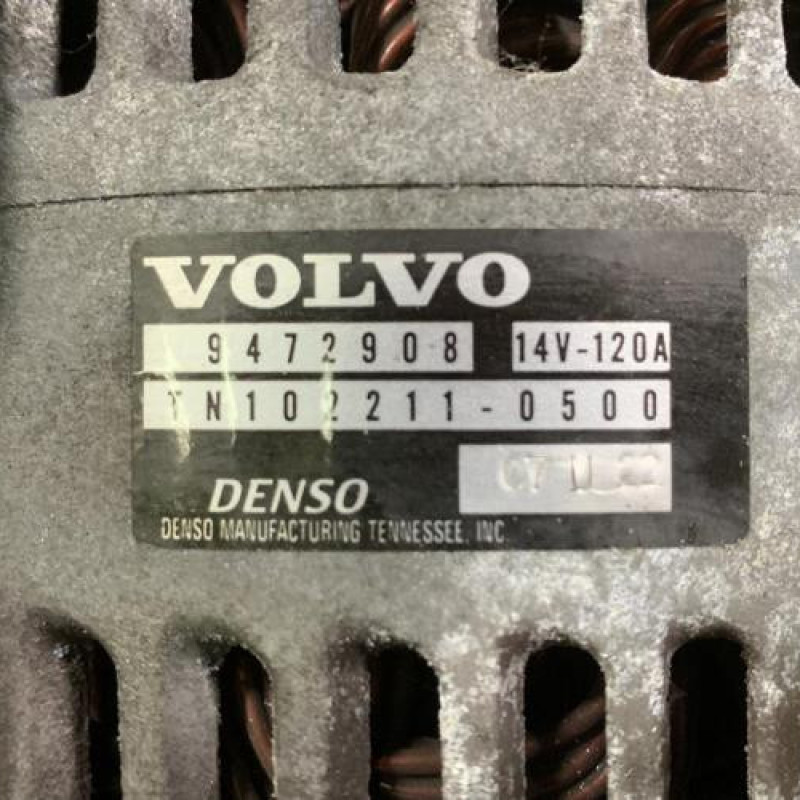 VOLVO
9472908 14V-120A
TN102211-0500
DENSO
DENSO MANUFACTURING TENNESSEE, INC